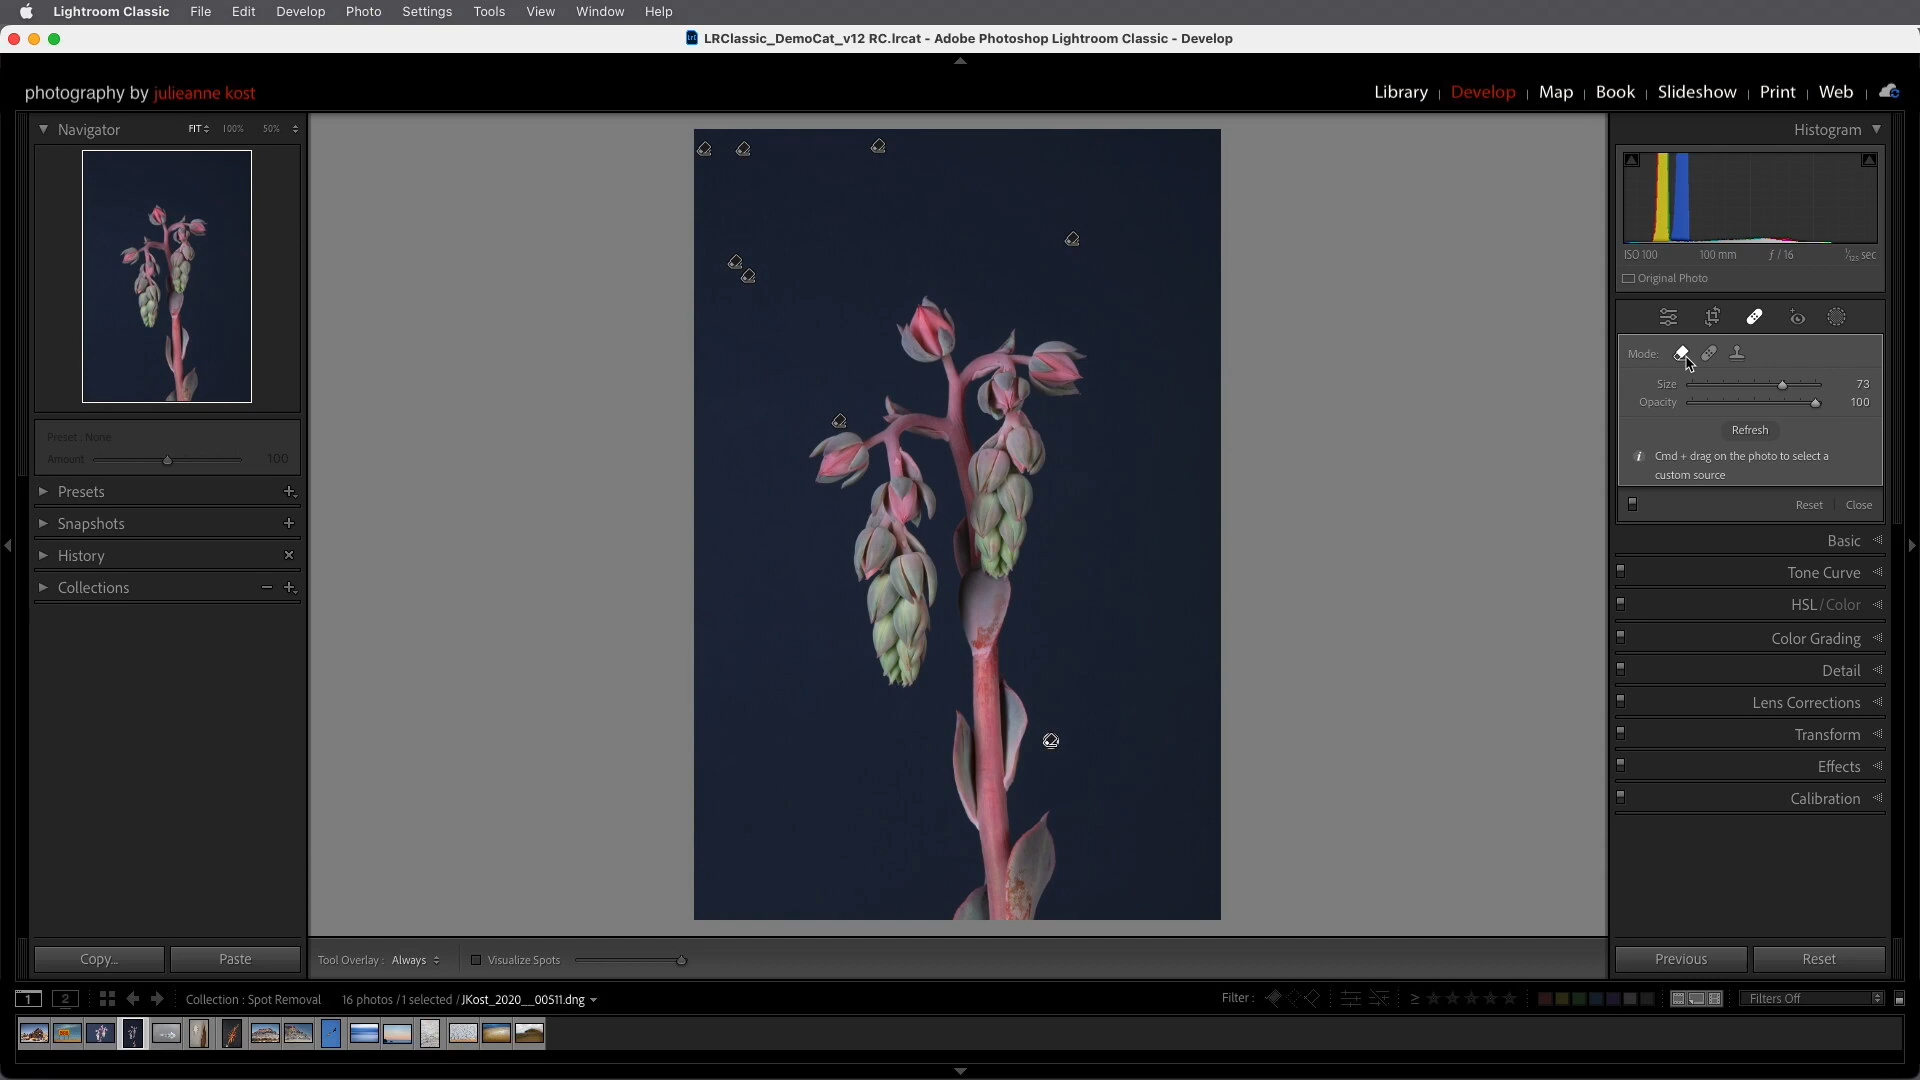 Lightroom Classic File Edit Develop Photo Settings Tools View Window Help
LrC LRClassic_DemoCat_v12 RC.lrcat - Adobe Photoshop Lightroom Classic - Develop
photography by julieanne kost
Library | Develop | Map | Book | Slideshow | Print | Web |
Navigator FIT 100% 50%
Histogram
ISO 100 100 mm ƒ / 16 1/125 sec
Original Photo
Mode:
Size 73
Opacity 100
Refresh
Cmd + drag on the photo to select a
custom source
Reset Close
Preset : None
Amount 100
Presets
Snapshots
History
Collections
Basic
Tone Curve
HSL / Color
Color Grading
Detail
Lens Corrections
Transform
Effects
Calibration
Copy... Paste
Tool Overlay : Always Visualize Spots
Previous Reset
1 2 Collection : Spot Removal 16 photos / 1 selected / JKost_2020__00511.dng
Filter : ≥ Filters Off